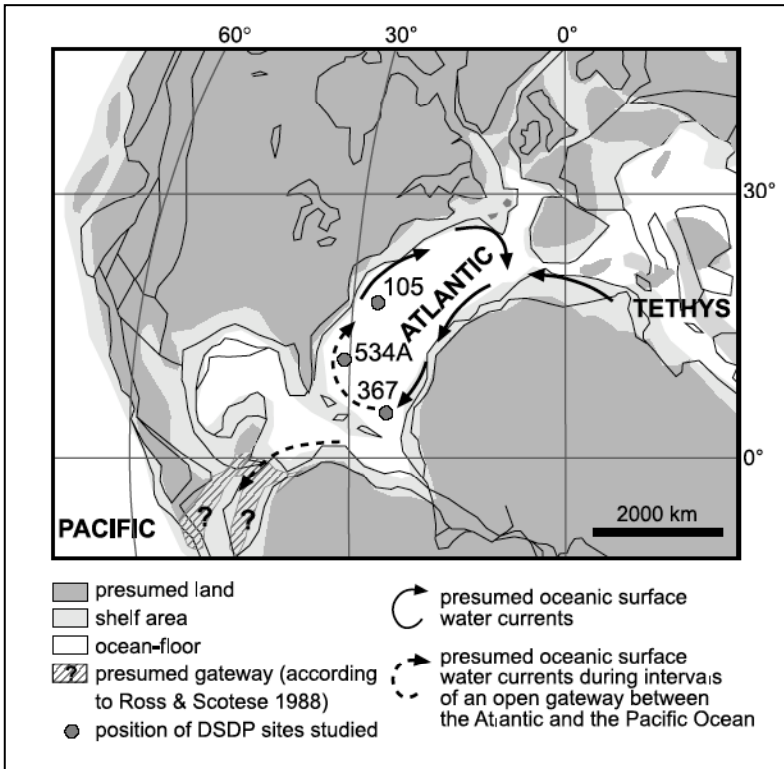 60° 30° 0°
30°
105
ATLANTIC
TETHYS
534A
367
0°
? ?
PACIFIC
2000 km
presumed land
shelf area
ocean-floor
? presumed gateway (according
to Ross & Scotese 1988)
position of DSDP sites studied
presumed oceanic surface
water currents
presumed oceanic surface
water currents during intervals
of an open gateway between
the Atlantic and the Pacific Ocean